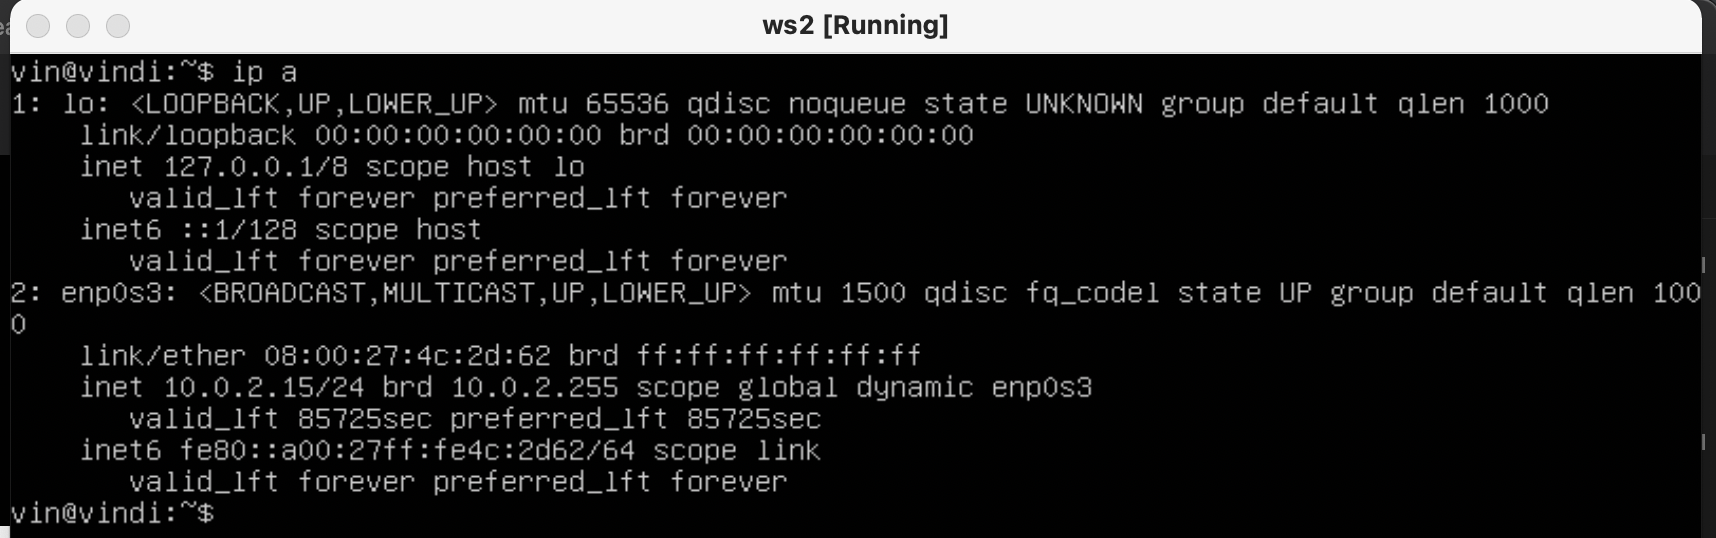 ws2 [Running]
vin@vindi:~$ ip a
1: lo: <LOOPBACK,UP,LOWER_UP> mtu 65536 qdisc noqueue state UNKNOWN group default qlen 1000
    link/loopback 00:00:00:00:00:00 brd 00:00:00:00:00:00
    inet 127.0.0.1/8 scope host lo
       valid_lft forever preferred_lft forever
    inet6 ::1/128 scope host
       valid_lft forever preferred_lft forever
2: enp0s3: <BROADCAST,MULTICAST,UP,LOWER_UP> mtu 1500 qdisc fq_codel state UP group default qlen 100
0
    link/ether 08:00:27:4c:2d:62 brd ff:ff:ff:ff:ff:ff
    inet 10.0.2.15/24 brd 10.0.2.255 scope global dynamic enp0s3
       valid_lft 85725sec preferred_lft 85725sec
    inet6 fe80::a00:27ff:fe4c:2d62/64 scope link
       valid_lft forever preferred_lft forever
vin@vindi:~$